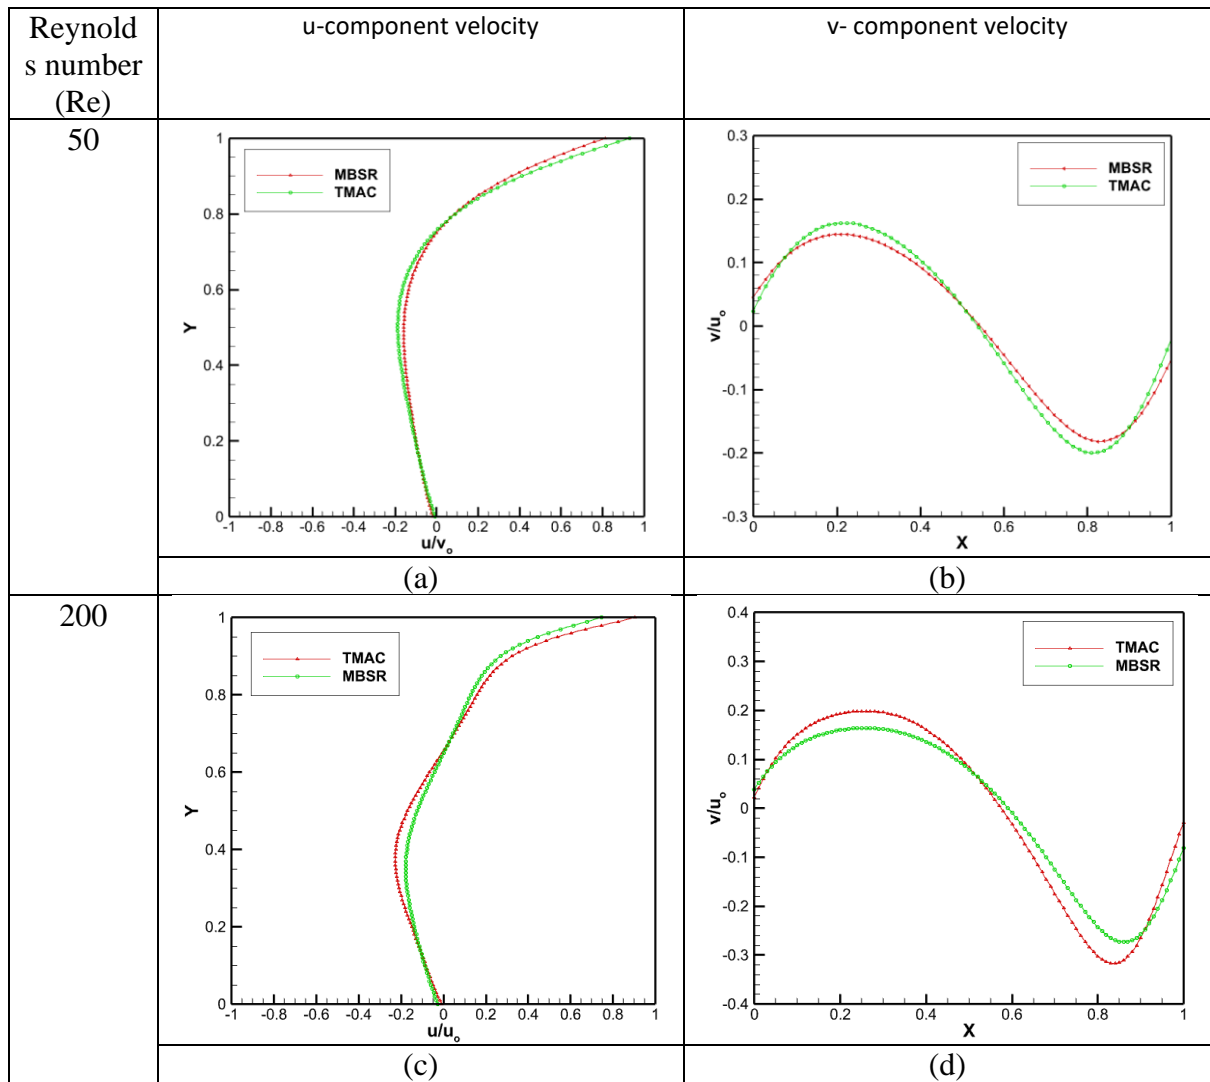 Reynold
s number
(Re)
u-component velocity
v- component velocity
50
MBSR
TMAC
Y
1
0.8
0.6
0.4
0.2
0
-1 -0.8 -0.6 -0.4 -0.2 0 0.2 0.4 0.6 0.8 1
u/vo
(a)
MBSR
TMAC
v/uo
0.3
0.2
0.1
0
-0.1
-0.2
-0.3
0 0.2 0.4 0.6 0.8 1
X
(b)
200
TMAC
MBSR
Y
1
0.8
0.6
0.4
0.2
0
-1 -0.8 -0.6 -0.4 -0.2 0 0.2 0.4 0.6 0.8 1
u/uo
(c)
TMAC
MBSR
v/uo
0.4
0.3
0.2
0.1
0
-0.1
-0.2
-0.3
-0.4
0 0.2 0.4 0.6 0.8 1
X
(d)